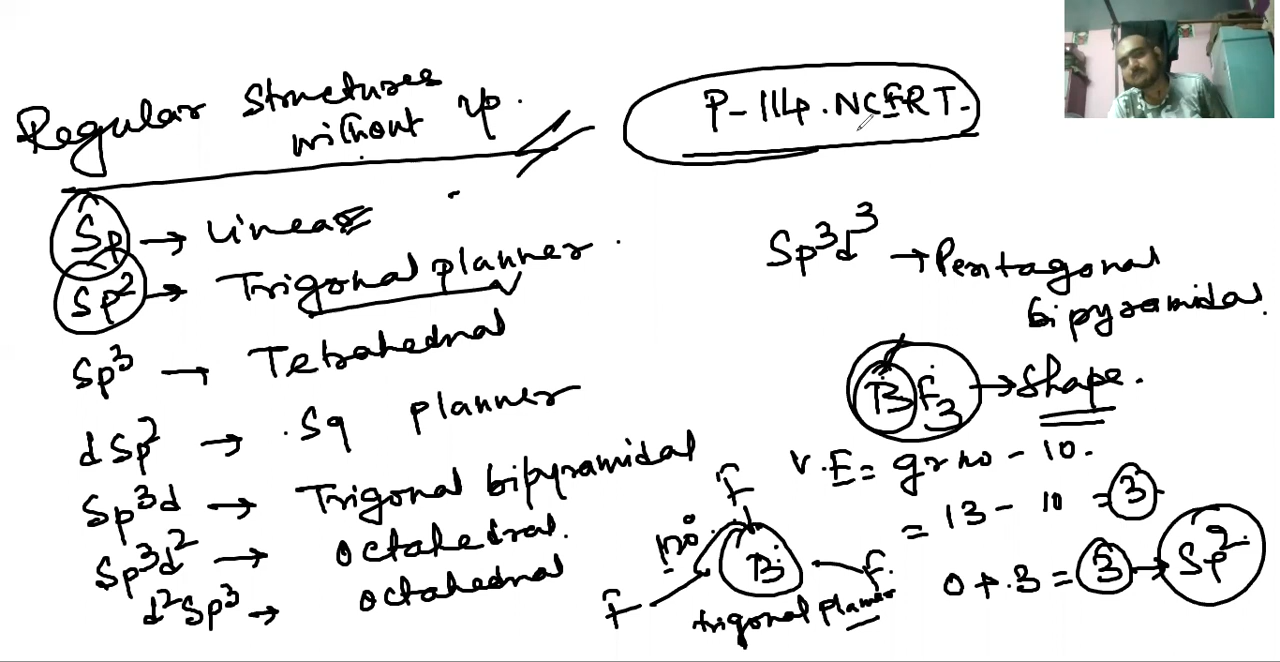 Regular Structures
without lp.
P-114.NCERT-
Sp → Linear
Sp² → Trigonal planner.
Sp³ → Tetrahedral
dSp² → Sq planner
Sp³d → Trigonal bipyramidal
Sp³d² → octahedral.
d²Sp³ → octahedral
Sp³d³ → Pentagonal
bipyramidal.
BF₃ → Shape.
V.E = gr no - 10.
= 13 - 10 = 3
0 + 3 = 3 → Sp²
F
120°
B
F
F
trigonal planar